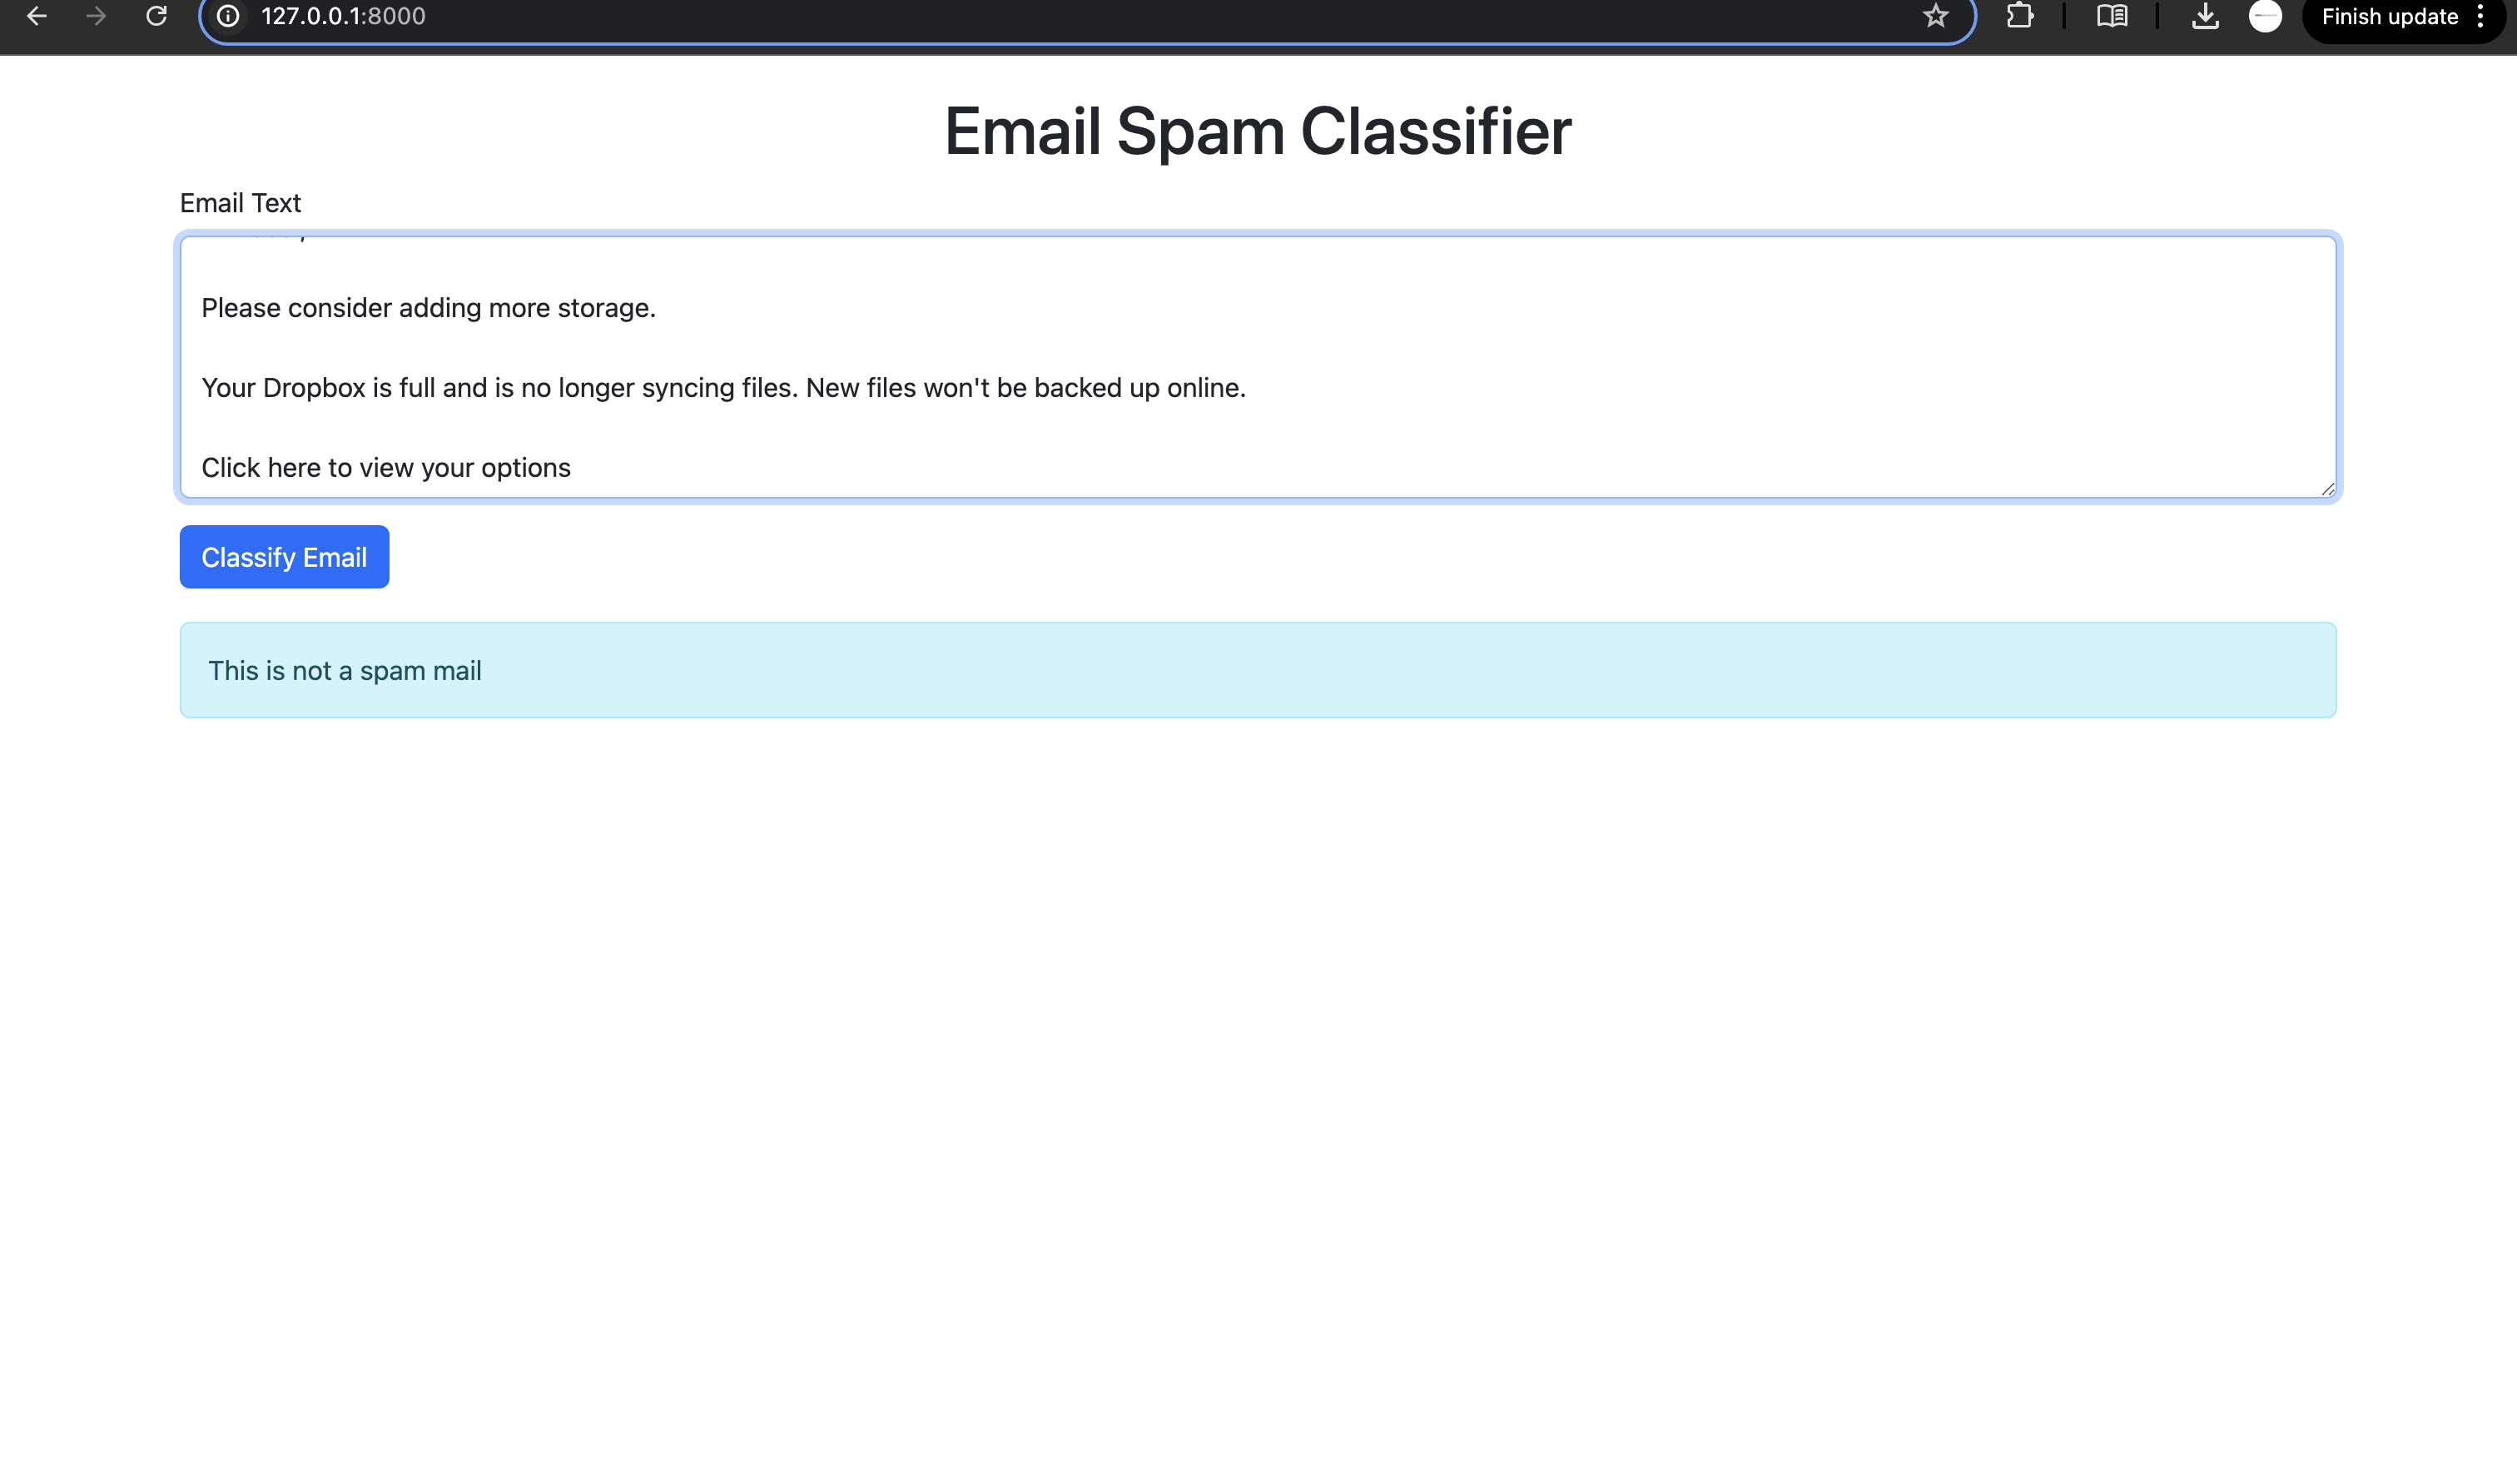 127.0.0.1:8000
Finish update
Email Spam Classifier
Email Text
Please consider adding more storage.
Your Dropbox is full and is no longer syncing files. New files won't be backed up online.
Click here to view your options
Classify Email
This is not a spam mail